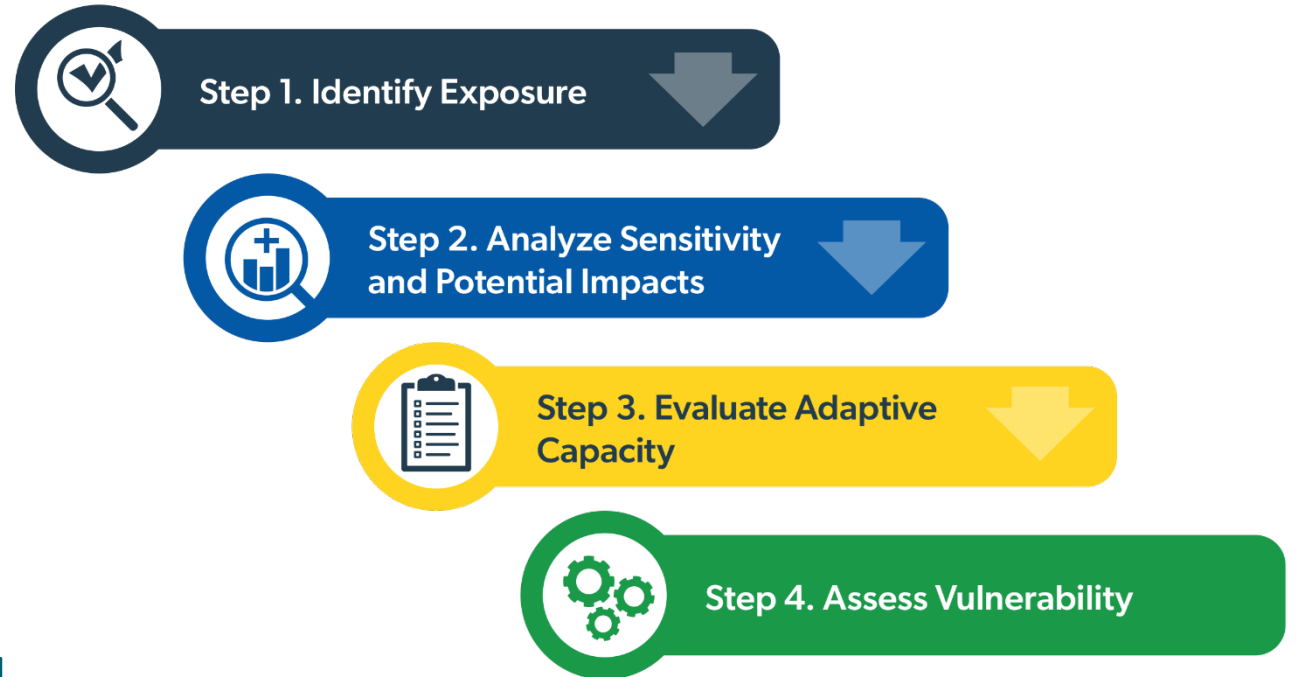 Step 1. Identify Exposure
Step 2. Analyze Sensitivity
and Potential Impacts
Step 3. Evaluate Adaptive
Capacity
Step 4. Assess Vulnerability